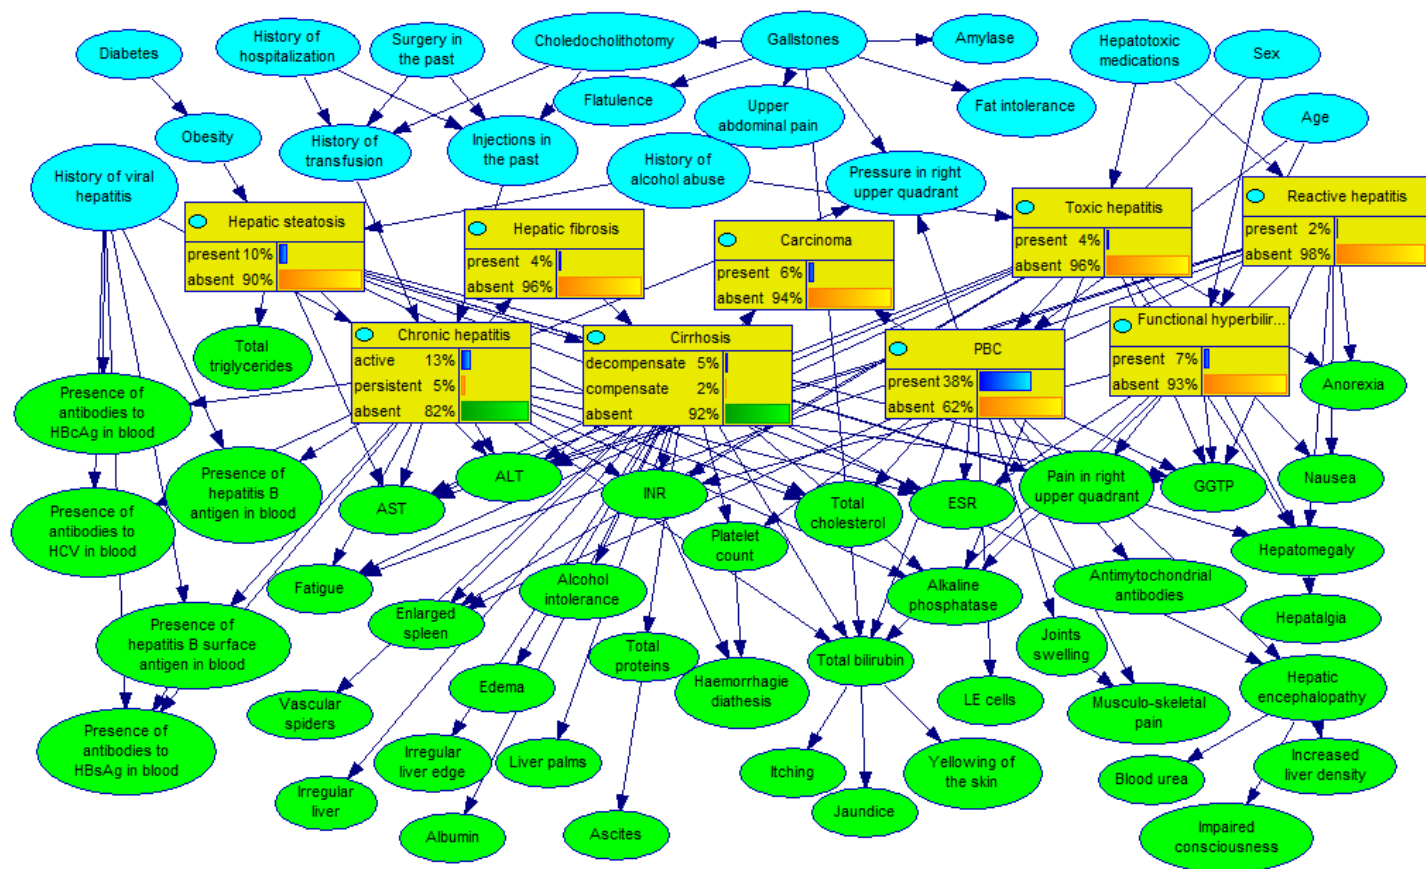 Diabetes
History of
hospitalization
Surgery in
the past
Choledocholithotomy
Gallstones
Amylase
Hepatotoxic
medications
Sex
Flatulence
Upper
abdominal pain
Fat intolerance
Age
Obesity
History of
transfusion
Injections in
the past
History of
alcohol abuse
Pressure in right
upper quadrant
History of viral
hepatitis
Hepatic steatosis
present 10%
absent 90%
Hepatic fibrosis
present 4%
absent 96%
Carcinoma
present 6%
absent 94%
Toxic hepatitis
present 4%
absent 96%
Reactive hepatitis
present 2%
absent 98%
Chronic hepatitis
active 13%
persistent 5%
absent 82%
Cirrhosis
decompensate 5%
compensate 2%
absent 92%
PBC
present 38%
absent 62%
Functional hyperbilir...
present 7%
absent 93%
Total
triglycerides
Anorexia
Presence of
antibodies to
HBcAg in blood
Presence of
hepatitis B
antigen in blood
ALT
AST
INR
Total
cholesterol
ESR
Pain in right
upper quadrant
GGTP
Nausea
Presence of
antibodies to
HCV in blood
Platelet
count
Hepatomegaly
Fatigue
Alcohol
intolerance
Alkaline
phosphatase
Antimytochondrial
antibodies
Enlarged
spleen
Hepatalgia
Presence of
hepatitis B surface
antigen in blood
Total
proteins
Total bilirubin
Joints
swelling
Edema
Haemorrhagie
diathesis
LE cells
Hepatic
encephalopathy
Vascular
spiders
Musculo-skeletal
pain
Presence of
antibodies to
HBsAg in blood
Irregular
liver edge
Liver palms
Itching
Yellowing of
the skin
Blood urea
Increased
liver density
Irregular
liver
Jaundice
Albumin
Ascites
Impaired
consciousness